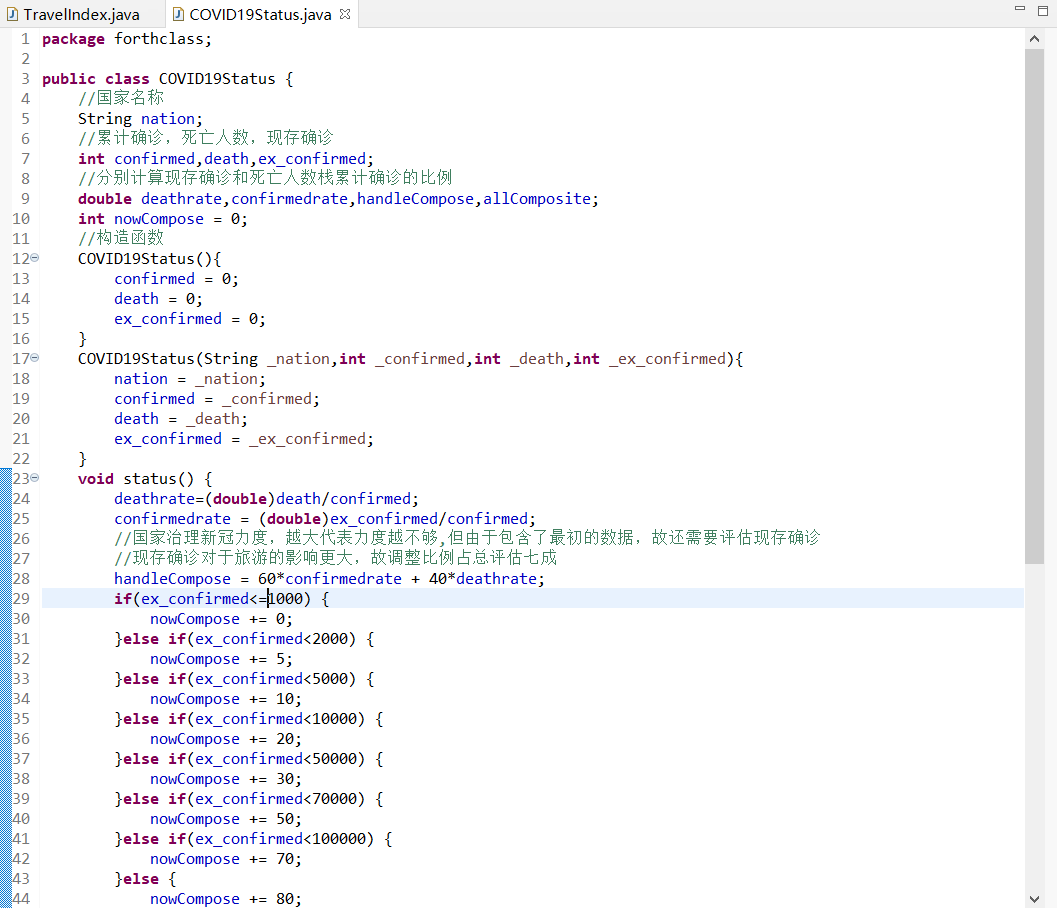 TravelIndex.java COVID19Status.java
1 package forthclass;
2
3 public class COVID19Status {
4 //国家名称
5 String nation;
6 //累计确诊，死亡人数，现存确诊
7 int confirmed,death,ex_confirmed;
8 //分别计算现存确诊和死亡人数栈累计确诊的比例
9 double deathrate,confirmedrate,handleCompose,allComposite;
10 int nowCompose = 0;
11 //构造函数
12 COVID19Status(){
13 confirmed = 0;
14 death = 0;
15 ex_confirmed = 0;
16 }
17 COVID19Status(String _nation,int _confirmed,int _death,int _ex_confirmed){
18 nation = _nation;
19 confirmed = _confirmed;
20 death = _death;
21 ex_confirmed = _ex_confirmed;
22 }
23 void status() {
24 deathrate=(double)death/confirmed;
25 confirmedrate = (double)ex_confirmed/confirmed;
26 //国家治理新冠力度，越大代表力度越不够,但由于包含了最初的数据，故还需要评估现存确诊
27 //现存确诊对于旅游的影响更大，故调整比例占总评估七成
28 handleCompose = 60*confirmedrate + 40*deathrate;
29 if(ex_confirmed<=1000) {
30 nowCompose += 0;
31 }else if(ex_confirmed<2000) {
32 nowCompose += 5;
33 }else if(ex_confirmed<5000) {
34 nowCompose += 10;
35 }else if(ex_confirmed<10000) {
36 nowCompose += 20;
37 }else if(ex_confirmed<50000) {
38 nowCompose += 30;
39 }else if(ex_confirmed<70000) {
40 nowCompose += 50;
41 }else if(ex_confirmed<100000) {
42 nowCompose += 70;
43 }else {
44 nowCompose += 80;